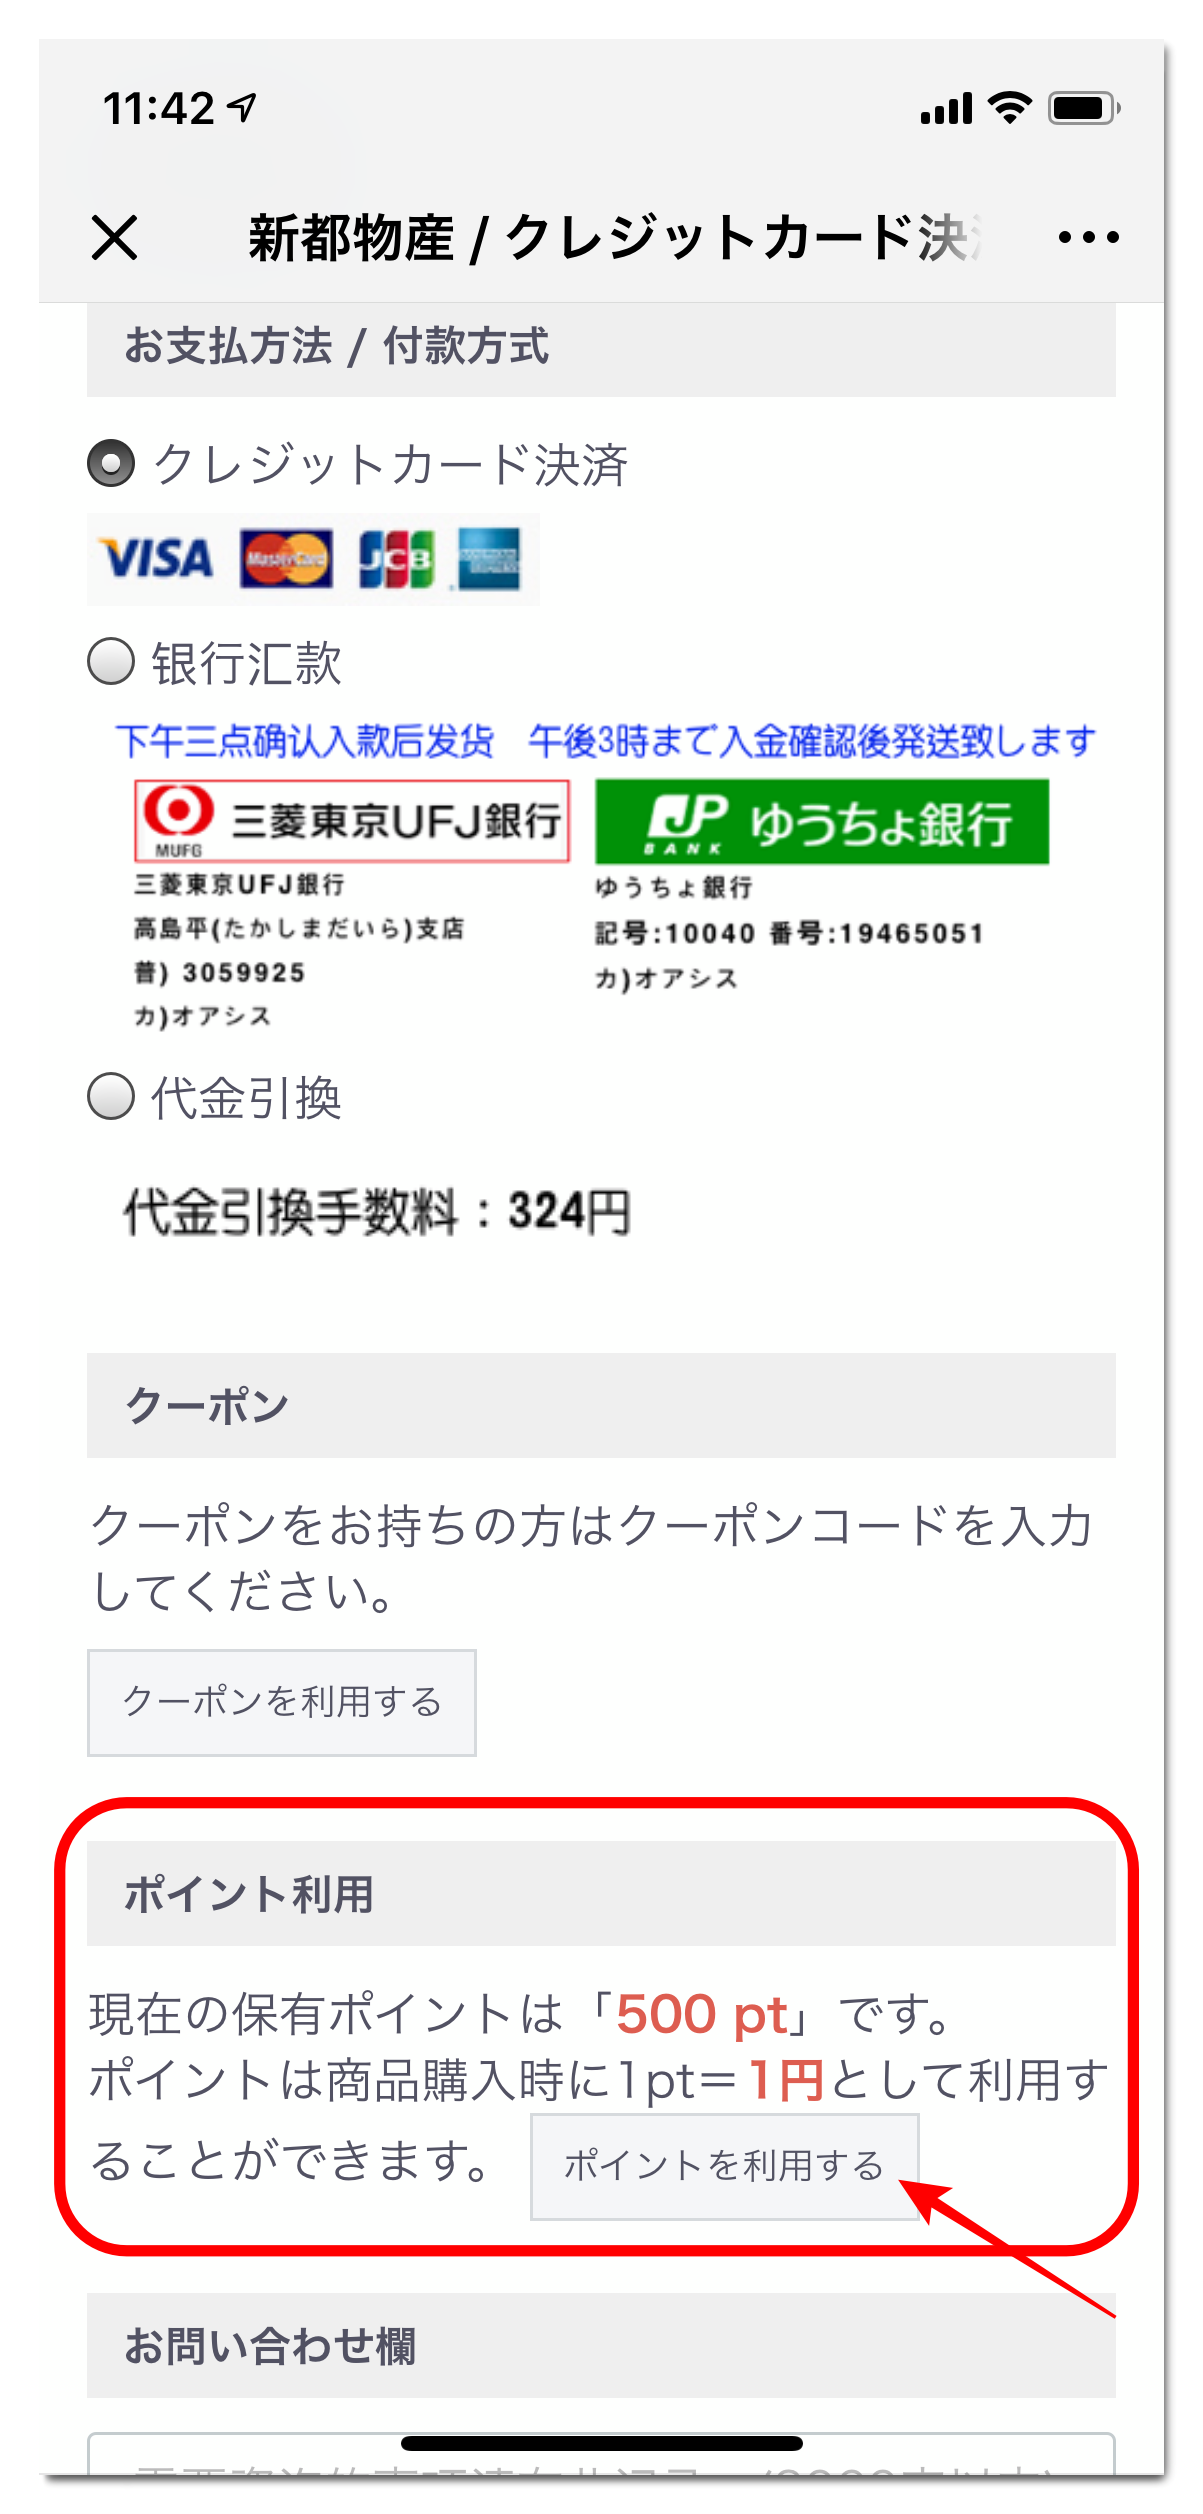 11:42
新都物産 / クレジットカード決
お支払方法 / 付款方式
クレジットカード決済
VISA MasterCard JCB AMERICAN EXPRESS
银行汇款
下午三点确认入款后发货 午後3時まで入金確認後発送致します
MUFG 三菱東京UFJ銀行
JP BANK ゆうちょ銀行
三菱東京UFJ銀行
高島平(たかしまだいら)支店
普) 3059925
カ)オアシス
ゆうちょ銀行
記号:10040 番号:19465051
カ)オアシス
代金引換
代金引換手数料：324円
クーポン
クーポンをお持ちの方はクーポンコードを入力
してください。
クーポンを利用する
ポイント利用
現在の保有ポイントは「500 pt」です。
ポイントは商品購入時に1pt＝1円として利用す
ることができます。 ポイントを利用する
お問い合わせ欄